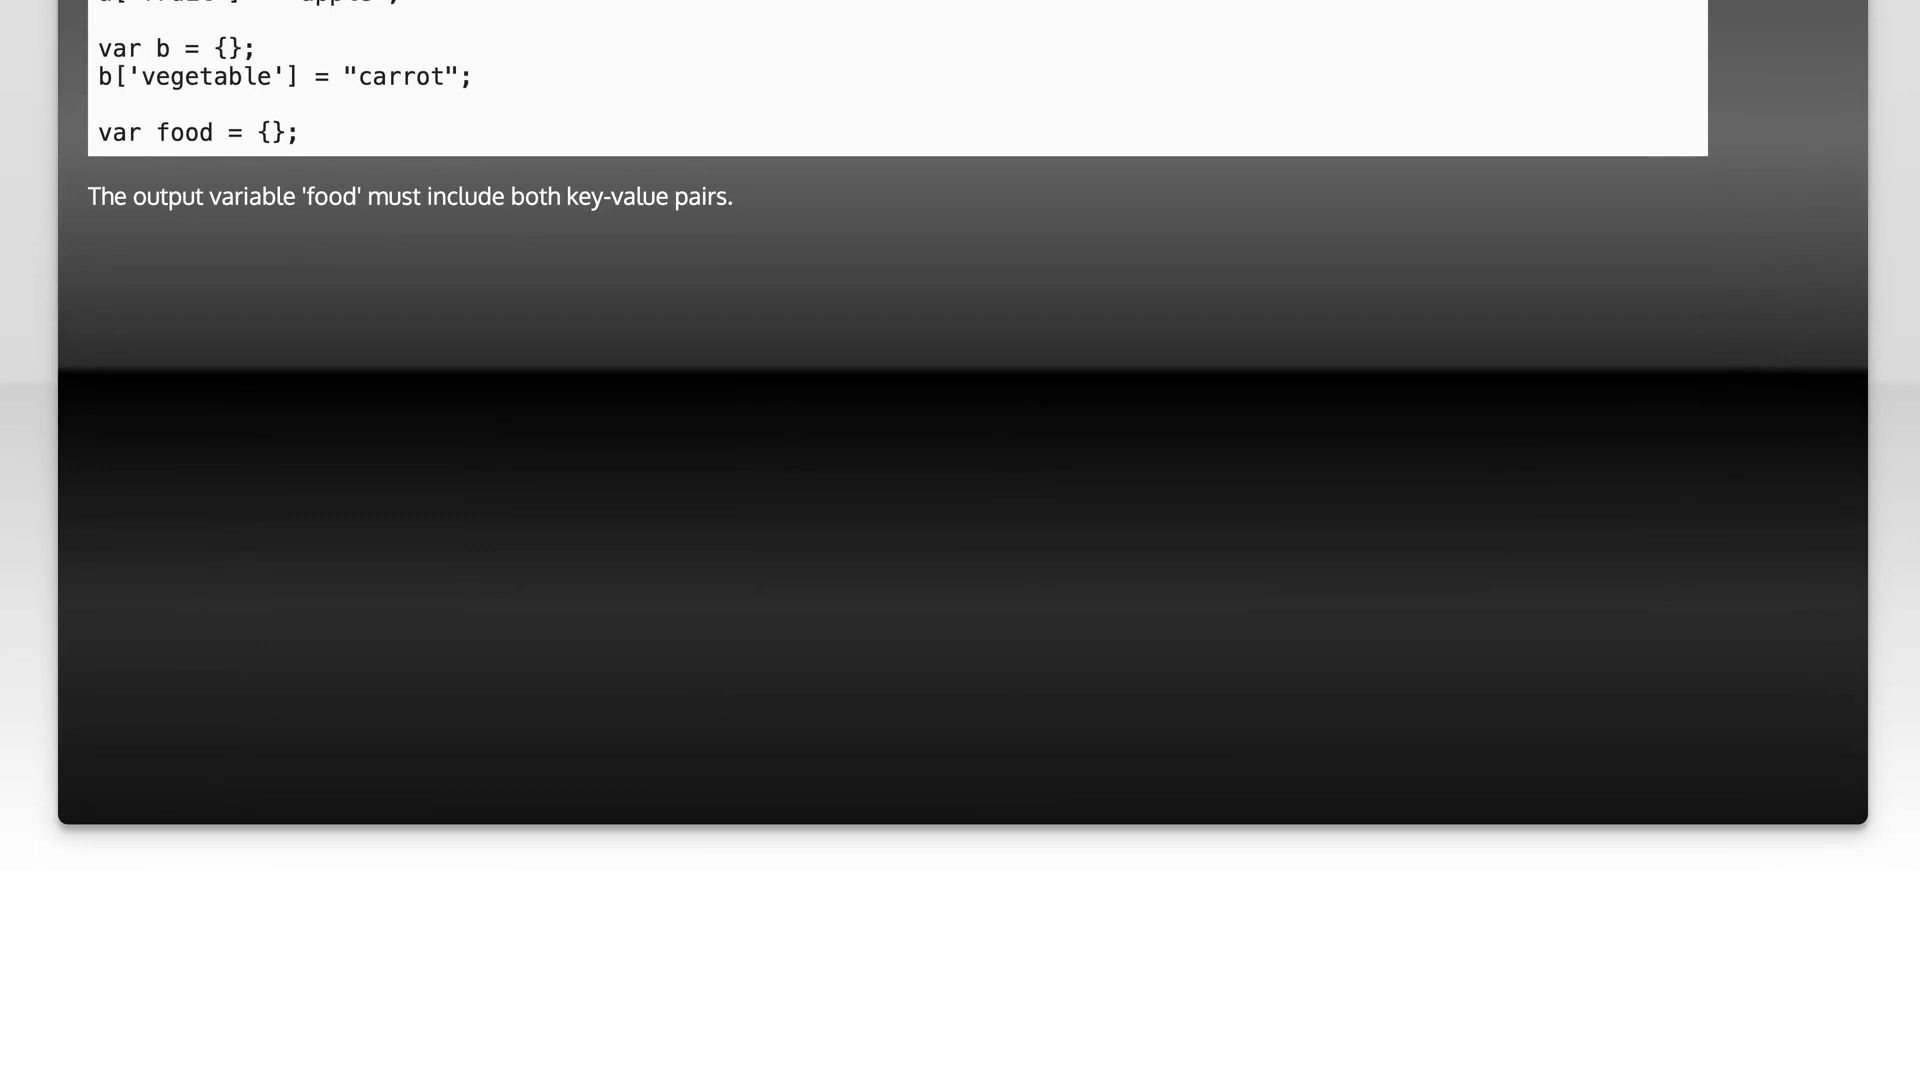 var b = {};
b['vegetable'] = "carrot";
var food = {};
The output variable 'food' must include both key-value pairs.